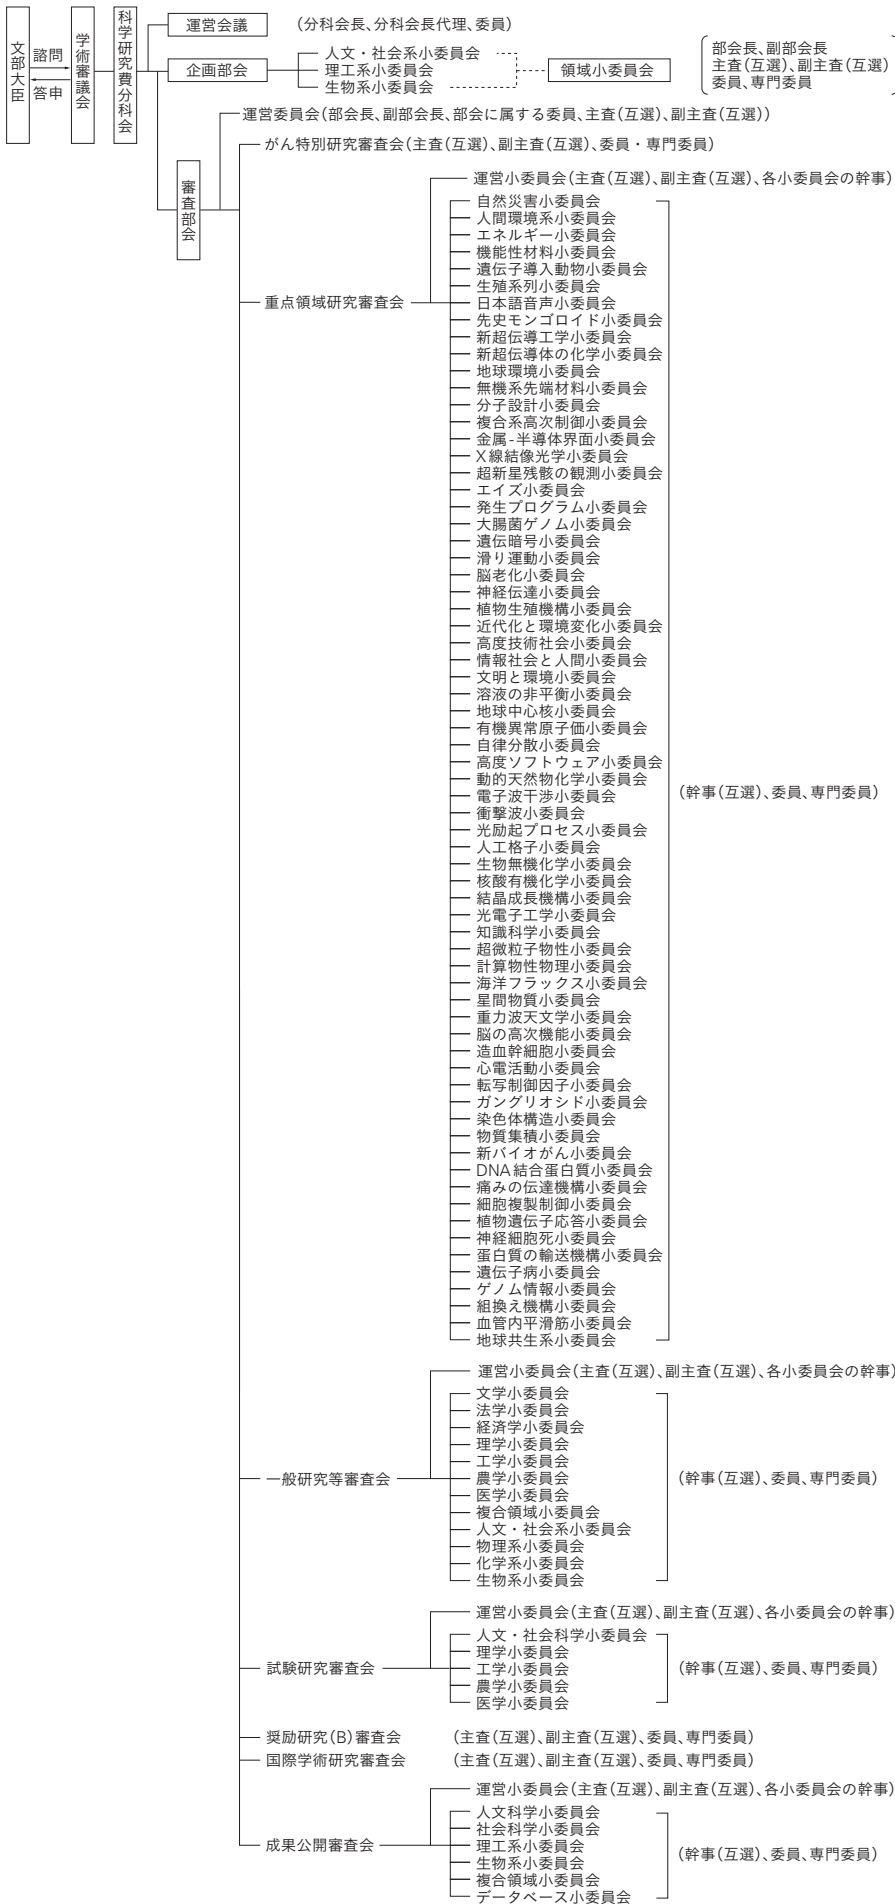 文部大臣
諮問
答申
学術審議会
科学研究費分科会
運営会議 (分科会長、分科会長代理、委員)
企画部会
人文・社会系小委員会
理工系小委員会
生物系小委員会
領域小委員会
部会長、副部会長
主査(互選)、副主査(互選)
委員、専門委員
審査部会
運営委員会(部会長、副部会長、部会に属する委員、主査(互選)、副主査(互選))
がん特別研究審査会(主査(互選)、副主査(互選)、委員・専門委員)
重点領域研究審査会
運営小委員会(主査(互選)、副主査(互選)、各小委員会の幹事)
自然災害小委員会
人間環境系小委員会
エネルギー小委員会
機能性材料小委員会
遺伝子導入動物小委員会
生殖系列小委員会
日本語音声小委員会
先史モンゴロイド小委員会
新超伝導工学小委員会
新超伝導体の化学小委員会
地球環境小委員会
無機系先端材料小委員会
分子設計小委員会
複合系高次制御小委員会
金属-半導体界面小委員会
X線結像光学小委員会
超新星残骸の観測小委員会
エイズ小委員会
発生プログラム小委員会
大腸菌ゲノム小委員会
遺伝暗号小委員会
滑り運動小委員会
脳老化小委員会
神経伝達小委員会
植物生殖機構小委員会
近代化と環境変化小委員会
高度技術社会小委員会
情報社会と人間小委員会
文明と環境小委員会
溶液の非平衡小委員会
地球中心核小委員会
有機異常原子価小委員会
自律分散小委員会
高度ソフトウェア小委員会
動的天然物化学小委員会
電子波干渉小委員会
衝撃波小委員会
光励起プロセス小委員会
人工格子小委員会
生物無機化学小委員会
核酸有機化学小委員会
結晶成長機構小委員会
光電子工学小委員会
知識科学小委員会
超微粒子物性小委員会
計算物性物理小委員会
海洋フラックス小委員会
星間物質小委員会
重力波天文学小委員会
脳の高次機能小委員会
造血幹細胞小委員会
心電活動小委員会
転写制御因子小委員会
ガングリオシド小委員会
染色体構造小委員会
物質集積小委員会
新バイオがん小委員会
DNA結合蛋白質小委員会
痛みの伝達機構小委員会
細胞複製制御小委員会
植物遺伝子応答小委員会
神経細胞死小委員会
蛋白質の輸送機構小委員会
遺伝子病小委員会
ゲノム情報小委員会
組換え機構小委員会
血管内平滑筋小委員会
地球共生系小委員会
(幹事(互選)、委員、専門委員)
一般研究等審査会
運営小委員会(主査(互選)、副主査(互選)、各小委員会の幹事)
文学小委員会
法学小委員会
経済学小委員会
理学小委員会
工学小委員会
農学小委員会
医学小委員会
複合領域小委員会
人文・社会系小委員会
物理系小委員会
化学系小委員会
生物系小委員会
(幹事(互選)、委員、専門委員)
試験研究審査会
運営小委員会(主査(互選)、副主査(互選)、各小委員会の幹事)
人文・社会科学小委員会
理学小委員会
工学小委員会
農学小委員会
医学小委員会
(幹事(互選)、委員、専門委員)
奨励研究(B)審査会 (主査(互選)、副主査(互選)、委員、専門委員)
国際学術研究審査会 (主査(互選)、副主査(互選)、委員、専門委員)
成果公開審査会
運営小委員会(主査(互選)、副主査(互選)、各小委員会の幹事)
人文科学小委員会
社会科学小委員会
理工系小委員会
生物系小委員会
複合領域小委員会
データベース小委員会
(幹事(互選)、委員、専門委員)